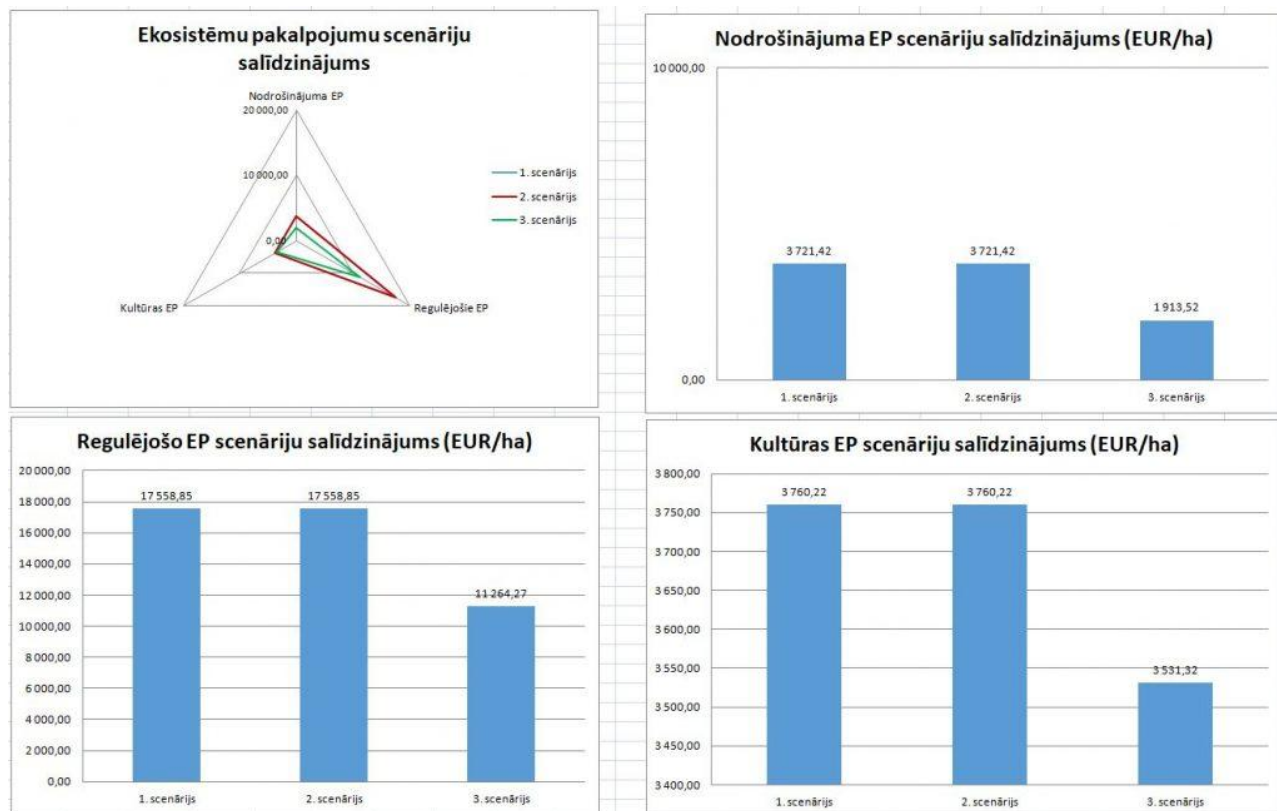 Ekosistēmu pakalpojumu scenāriju
salīdzinājums
Nodrošinājuma EP
20 000,00
10 000,00
0,00
Kultūras EP
Regulējošie EP
1. scenārijs
2. scenārijs
3. scenārijs
Nodrošinājuma EP scenāriju salīdzinājums (EUR/ha)
10 000,00
0,00
3 721,42
3 721,42
1 913,52
1. scenārijs
2. scenārijs
3. scenārijs
Regulējošo EP scenāriju salīdzinājums (EUR/ha)
20 000,00
18 000,00
16 000,00
14 000,00
12 000,00
10 000,00
8 000,00
6 000,00
4 000,00
2 000,00
0,00
17 558,85
17 558,85
11 264,27
1. scenārijs
2. scenārijs
3. scenārijs
Kultūras EP scenāriju salīdzinājums (EUR/ha)
3 800,00
3 750,00
3 700,00
3 650,00
3 600,00
3 550,00
3 500,00
3 450,00
3 400,00
3 760,22
3 760,22
3 531,32
1. scenārijs
2. scenārijs
3. scenārijs